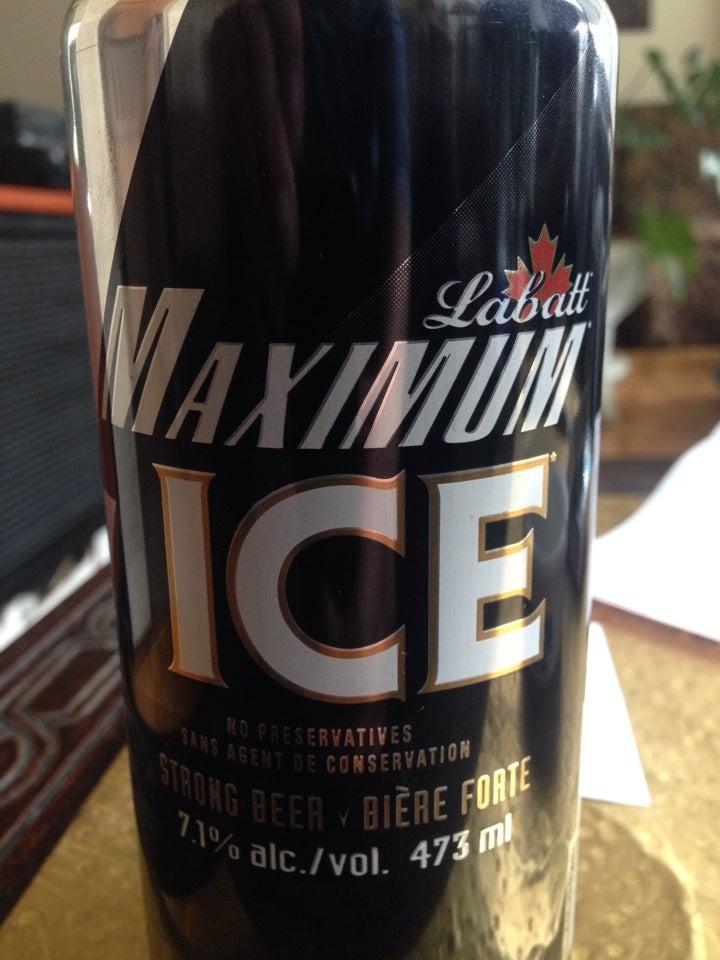 Labatt
MAXIMUM
ICE
NO PRESERVATIVES
SANS AGENT DE CONSERVATION
STRONG BEER BIÈRE FORTE
7.1% alc./vol. 473 ml